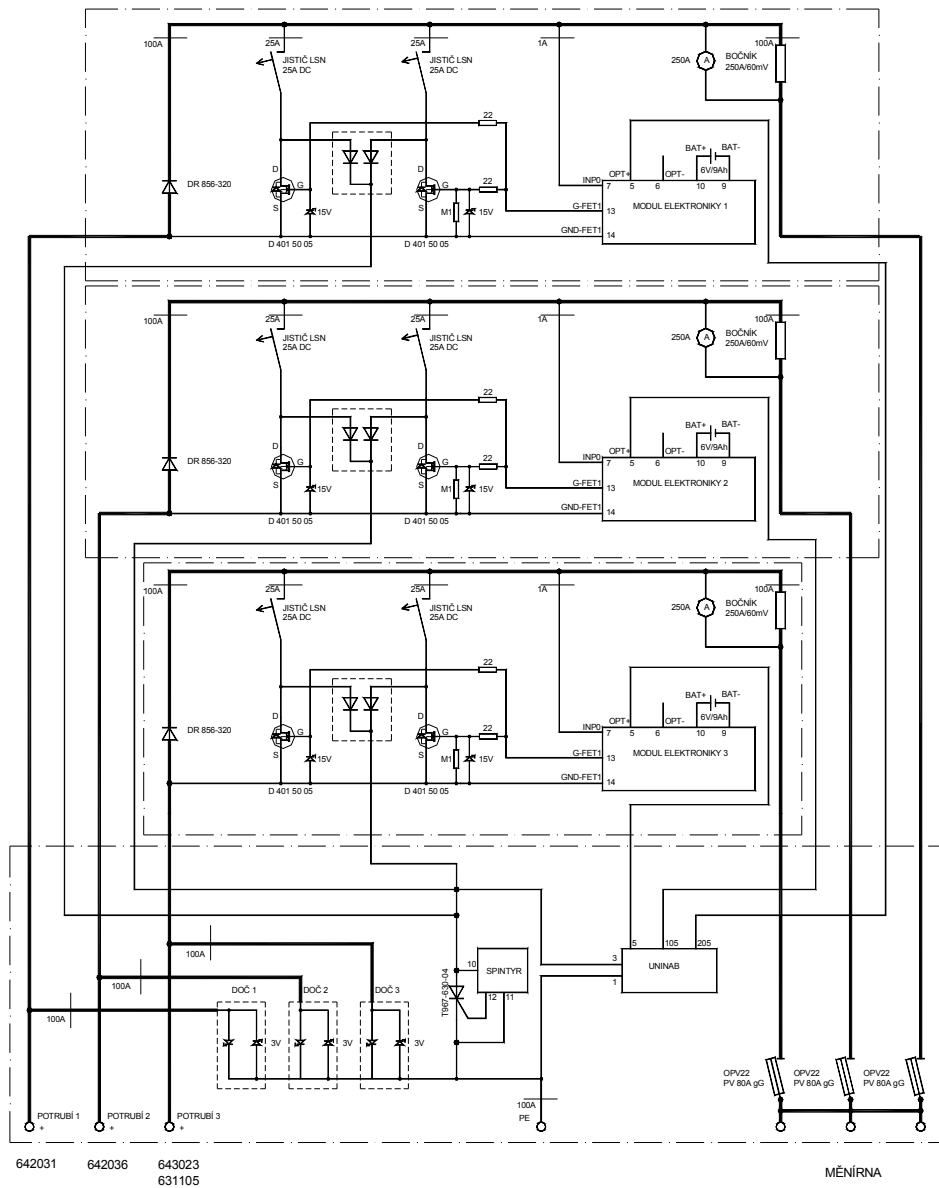 100A 25A 25A 1A 100A
JISTIČ LSN
25A DC
JISTIČ LSN
25A DC
250A A
BOČNÍK
250A/60mV
22
DR 856-320
D
G
S
15V
D 401 50 05
D
G
S
M1
22
15V
D 401 50 05
BAT+ BAT-
6V/9Ah
OPT+ OPT-
INP0
7 5 6 10 9
MODUL ELEKTRONIKY 1
G-FET1
13
GND-FET1
14
100A 25A 25A 1A 100A
JISTIČ LSN
25A DC
JISTIČ LSN
25A DC
250A A
BOČNÍK
250A/60mV
22
DR 856-320
D
G
S
15V
D 401 50 05
D
G
S
M1
22
15V
D 401 50 05
BAT+ BAT-
6V/9Ah
OPT+ OPT-
INP0
7 5 6 10 9
MODUL ELEKTRONIKY 2
G-FET1
13
GND-FET1
14
100A 25A 25A 1A 100A
JISTIČ LSN
25A DC
JISTIČ LSN
25A DC
250A A
BOČNÍK
250A/60mV
22
DR 856-320
D
G
S
15V
D 401 50 05
D
G
S
M1
22
15V
D 401 50 05
BAT+ BAT-
6V/9Ah
OPT+ OPT-
INP0
7 5 6 10 9
MODUL ELEKTRONIKY 3
G-FET1
13
GND-FET1
14
100A
100A
100A
DOČ 1 DOČ 2 DOČ 3
3V 3V 3V
T967-630-04
10
SPINTYR
12 11
5 105 205
3
UNINAB
1
OPV22
PV 80A gG
OPV22
PV 80A gG
OPV22
PV 80A gG
100A
PE
POTRUBÍ 1
+
POTRUBÍ 2
+
POTRUBÍ 3
+
642031 642036 643023
631105
MĚNÍRNA